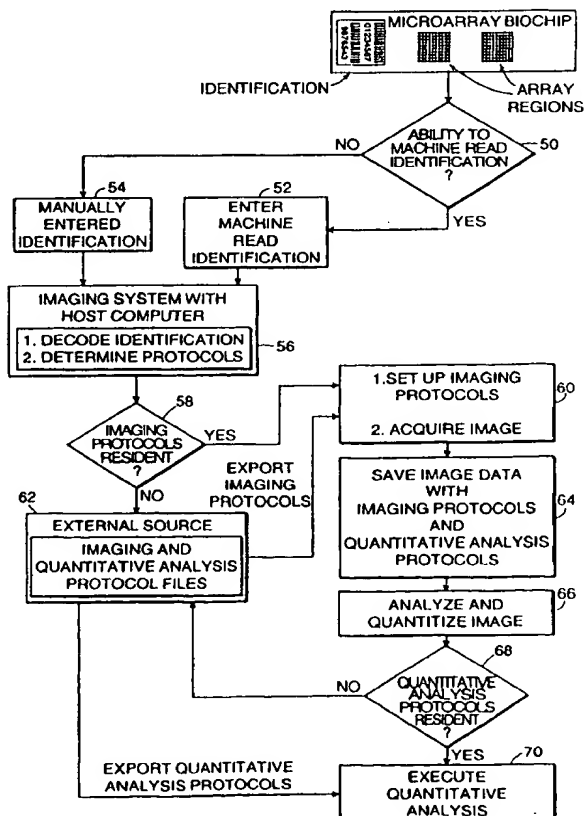 MICROARRAY BIOCHIP
01234567
9876543
IDENTIFICATION
ARRAY
REGIONS
ABILITY TO
MACHINE READ
IDENTIFICATION
?
50
NO
YES
54
MANUALLY
ENTERED
IDENTIFICATION
52
ENTER
MACHINE
READ
IDENTIFICATION
IMAGING SYSTEM WITH
HOST COMPUTER
1. DECODE IDENTIFICATION
2. DETERMINE PROTOCOLS
56
58
IMAGING
PROTOCOLS
RESIDENT
?
YES
NO
1.SET UP IMAGING
PROTOCOLS
2. ACQUIRE IMAGE
60
EXPORT
IMAGING
PROTOCOLS
62
EXTERNAL SOURCE
IMAGING AND
QUANTITATIVE ANALYSIS
PROTOCOL FILES
SAVE IMAGE DATA
WITH
IMAGING PROTOCOLS
AND
QUANTITATIVE ANALYSIS
PROTOCOLS
64
ANALYZE AND
QUANTITIZE IMAGE
66
68
QUANTITATIVE
ANALYSIS
PROTOCOLS
RESIDENT
?
NO
YES
EXPORT QUANTITATIVE
ANALYSIS PROTOCOLS
70
EXECUTE
QUANTITATIVE
ANALYSIS